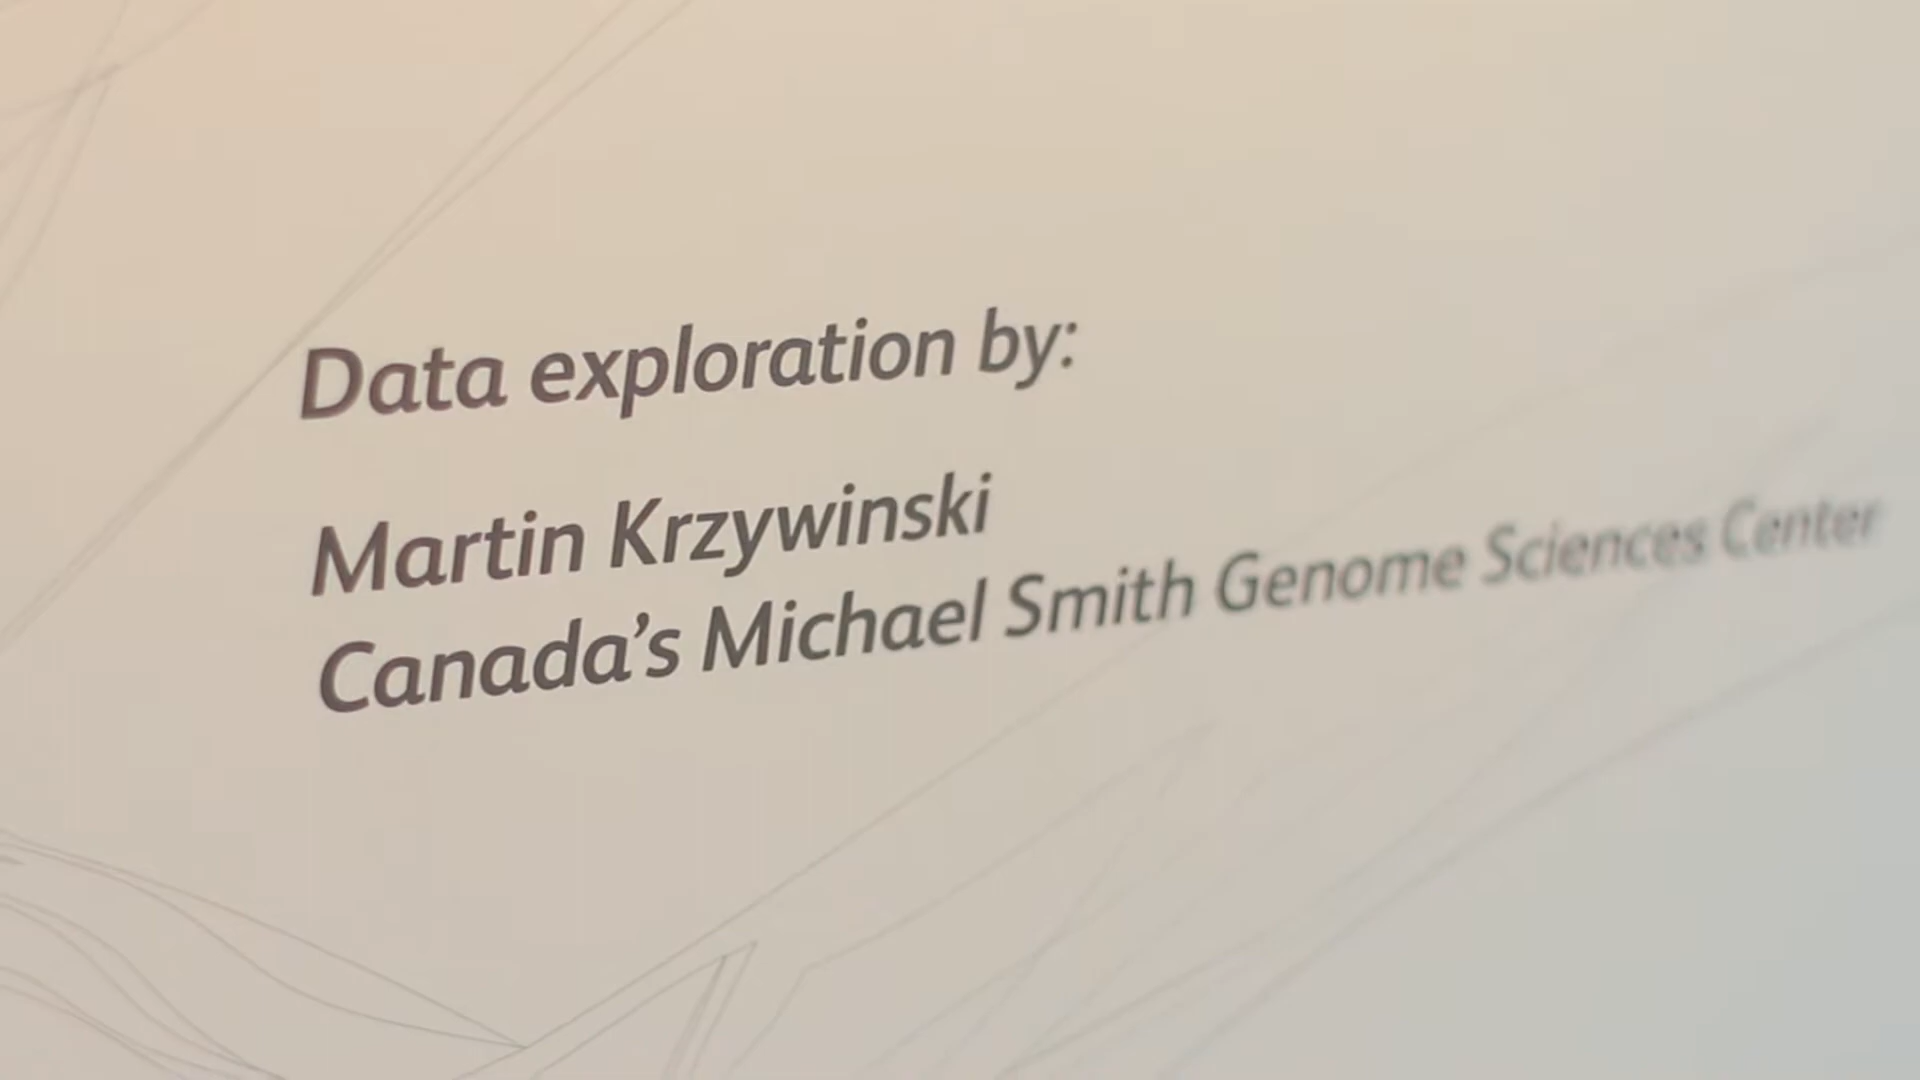 Data exploration by:
Martin Krzywinski
Canada’s Michael Smith Genome Sciences Center